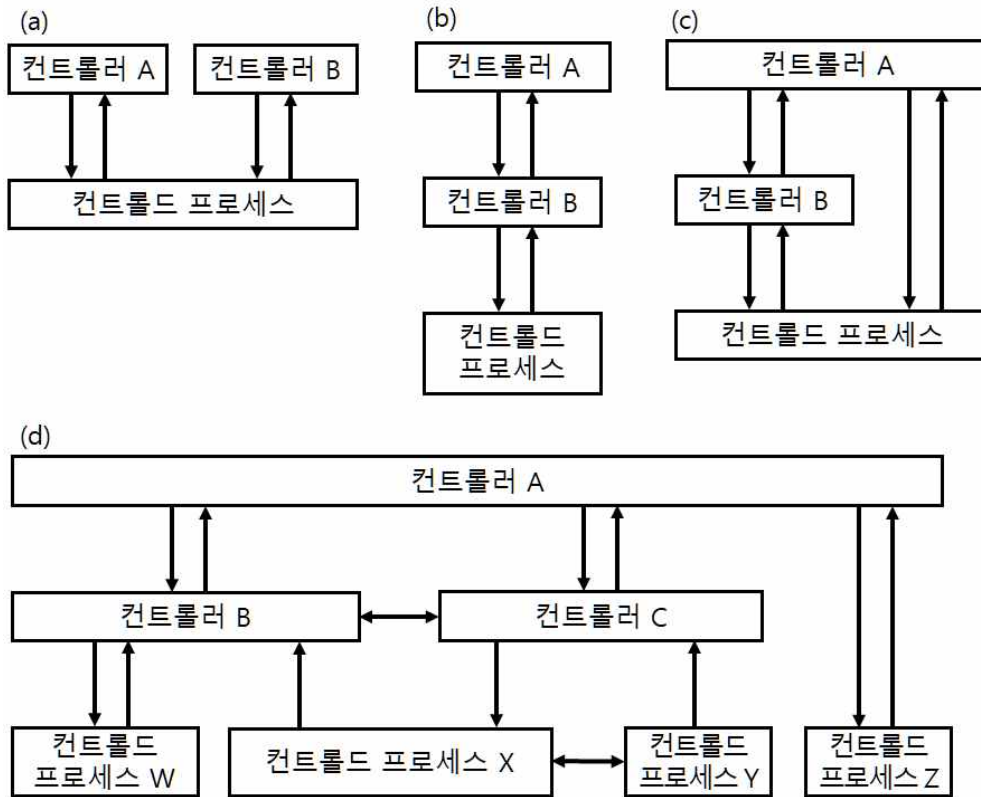 (a)
컨트롤러 A
컨트롤러 B
컨트롤드 프로세스
(b)
컨트롤러 A
컨트롤러 B
컨트롤드
프로세스
(c)
컨트롤러 A
컨트롤러 B
컨트롤드 프로세스
(d)
컨트롤러 A
컨트롤러 B
컨트롤러 C
컨트롤드
프로세스 W
컨트롤드 프로세스 X
컨트롤드
프로세스 Y
컨트롤드
프로세스 Z